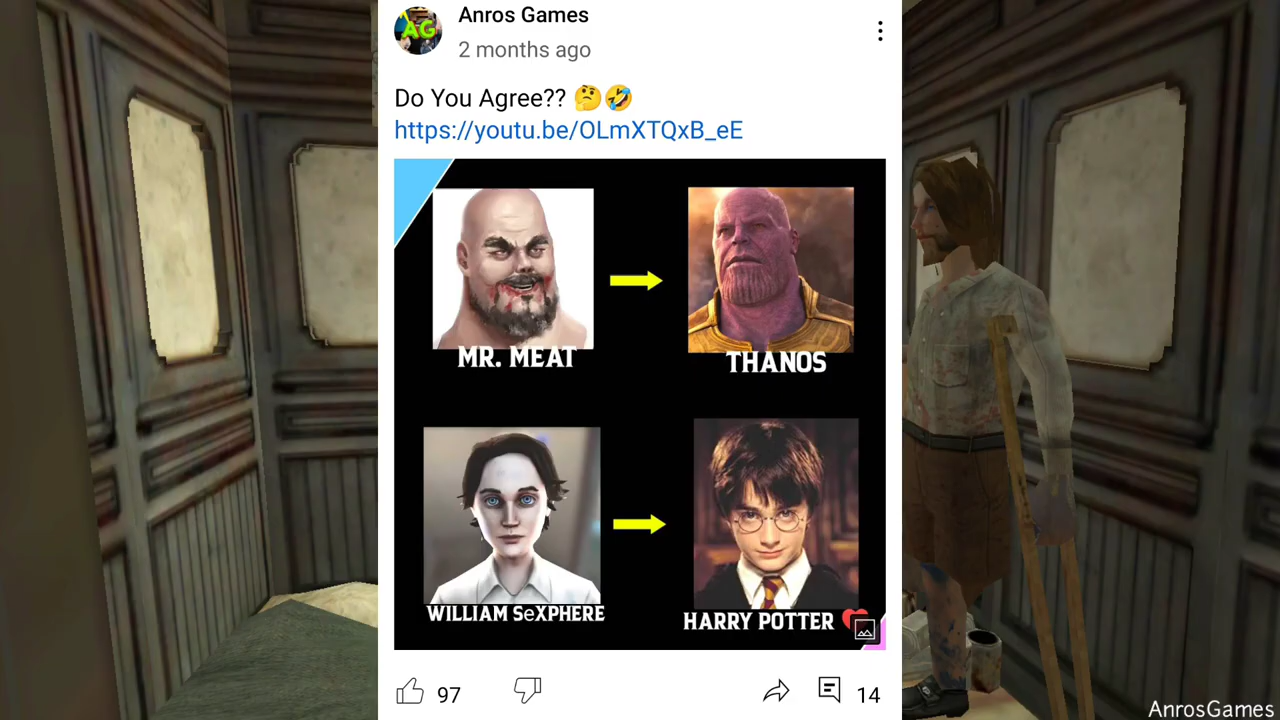 AG
Anros Games
2 months ago
Do You Agree?? 🤔🤣
https://youtu.be/OLmXTQxB_eE
MR. MEAT
THANOS
WILLIAM SeXPHERE
HARRY POTTER
97
14
AnrosGames